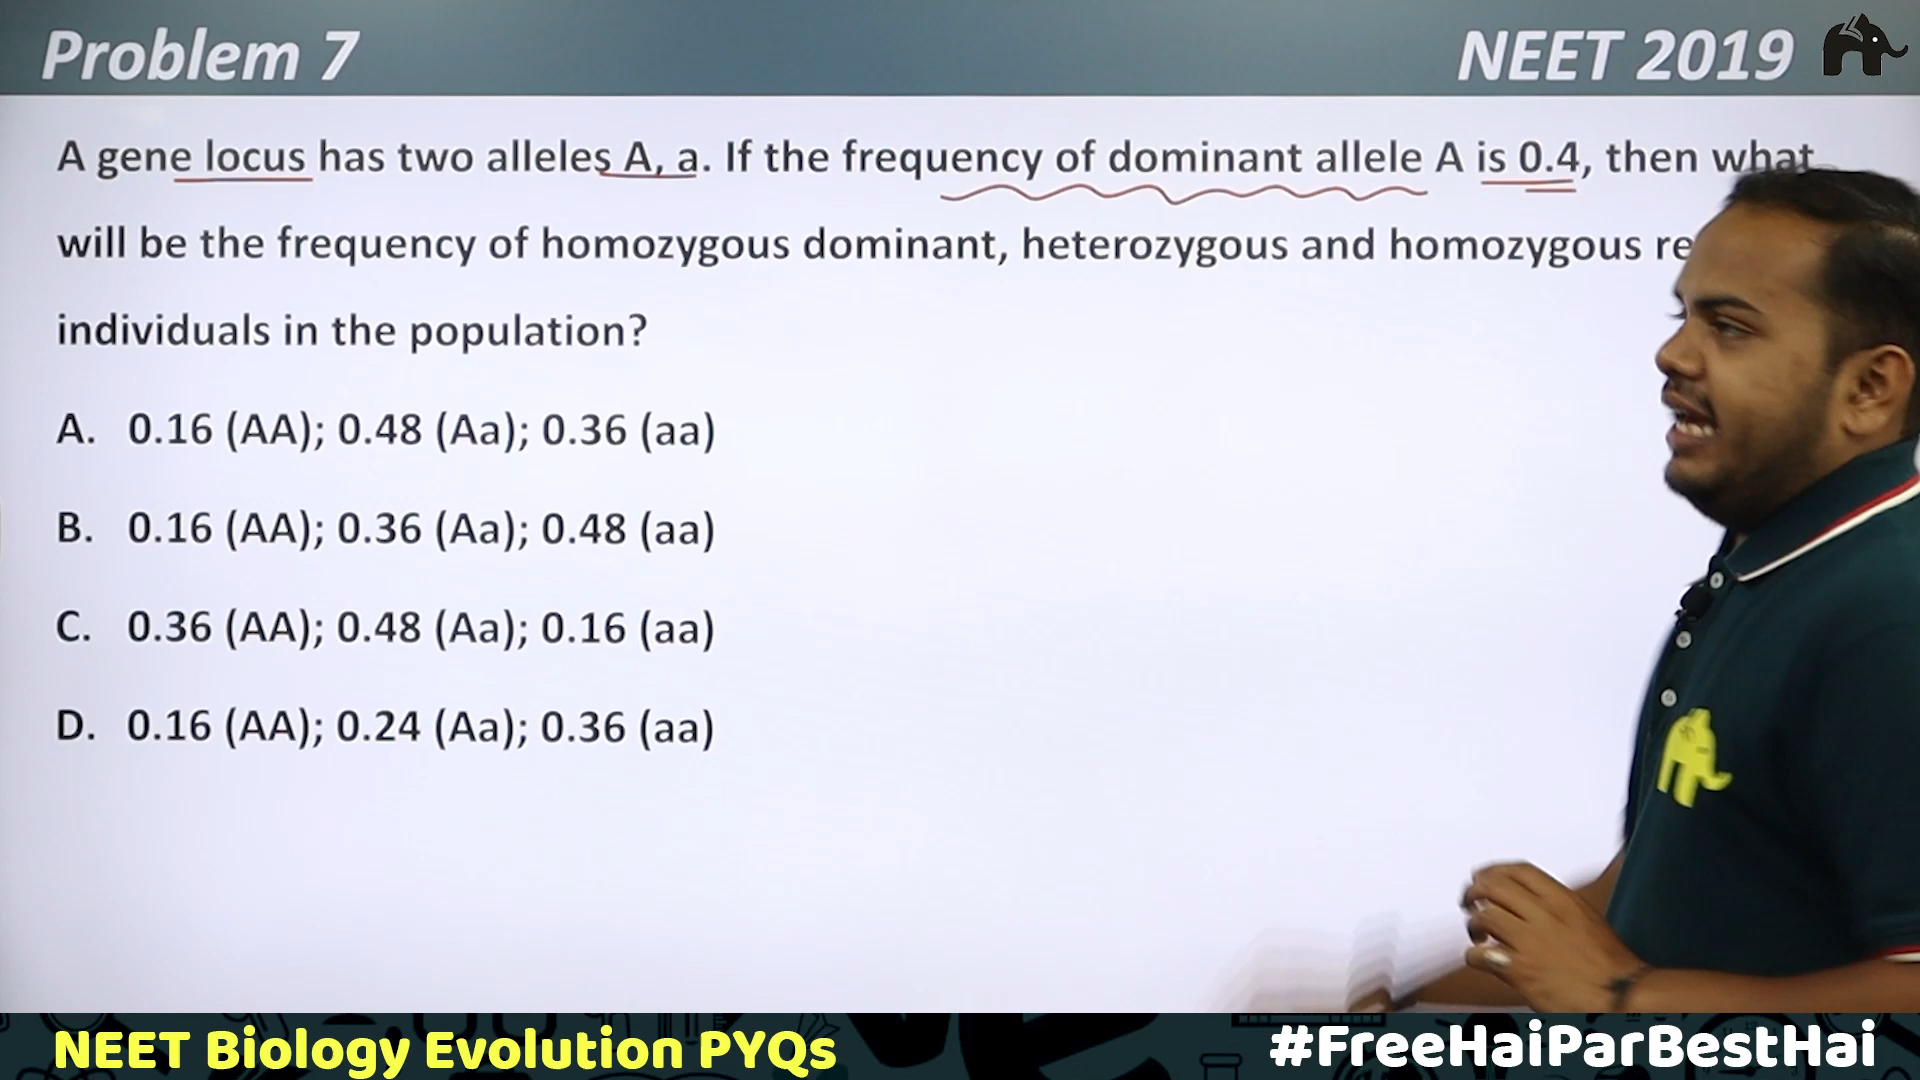 Problem 7
NEET 2019
A gene locus has two alleles A, a. If the frequency of dominant allele A is 0.4, then what
will be the frequency of homozygous dominant, heterozygous and homozygous re
individuals in the population?
A. 0.16 (AA); 0.48 (Aa); 0.36 (aa)
B. 0.16 (AA); 0.36 (Aa); 0.48 (aa)
C. 0.36 (AA); 0.48 (Aa); 0.16 (aa)
D. 0.16 (AA); 0.24 (Aa); 0.36 (aa)
NEET Biology Evolution PYQs
#FreeHaiParBestHai